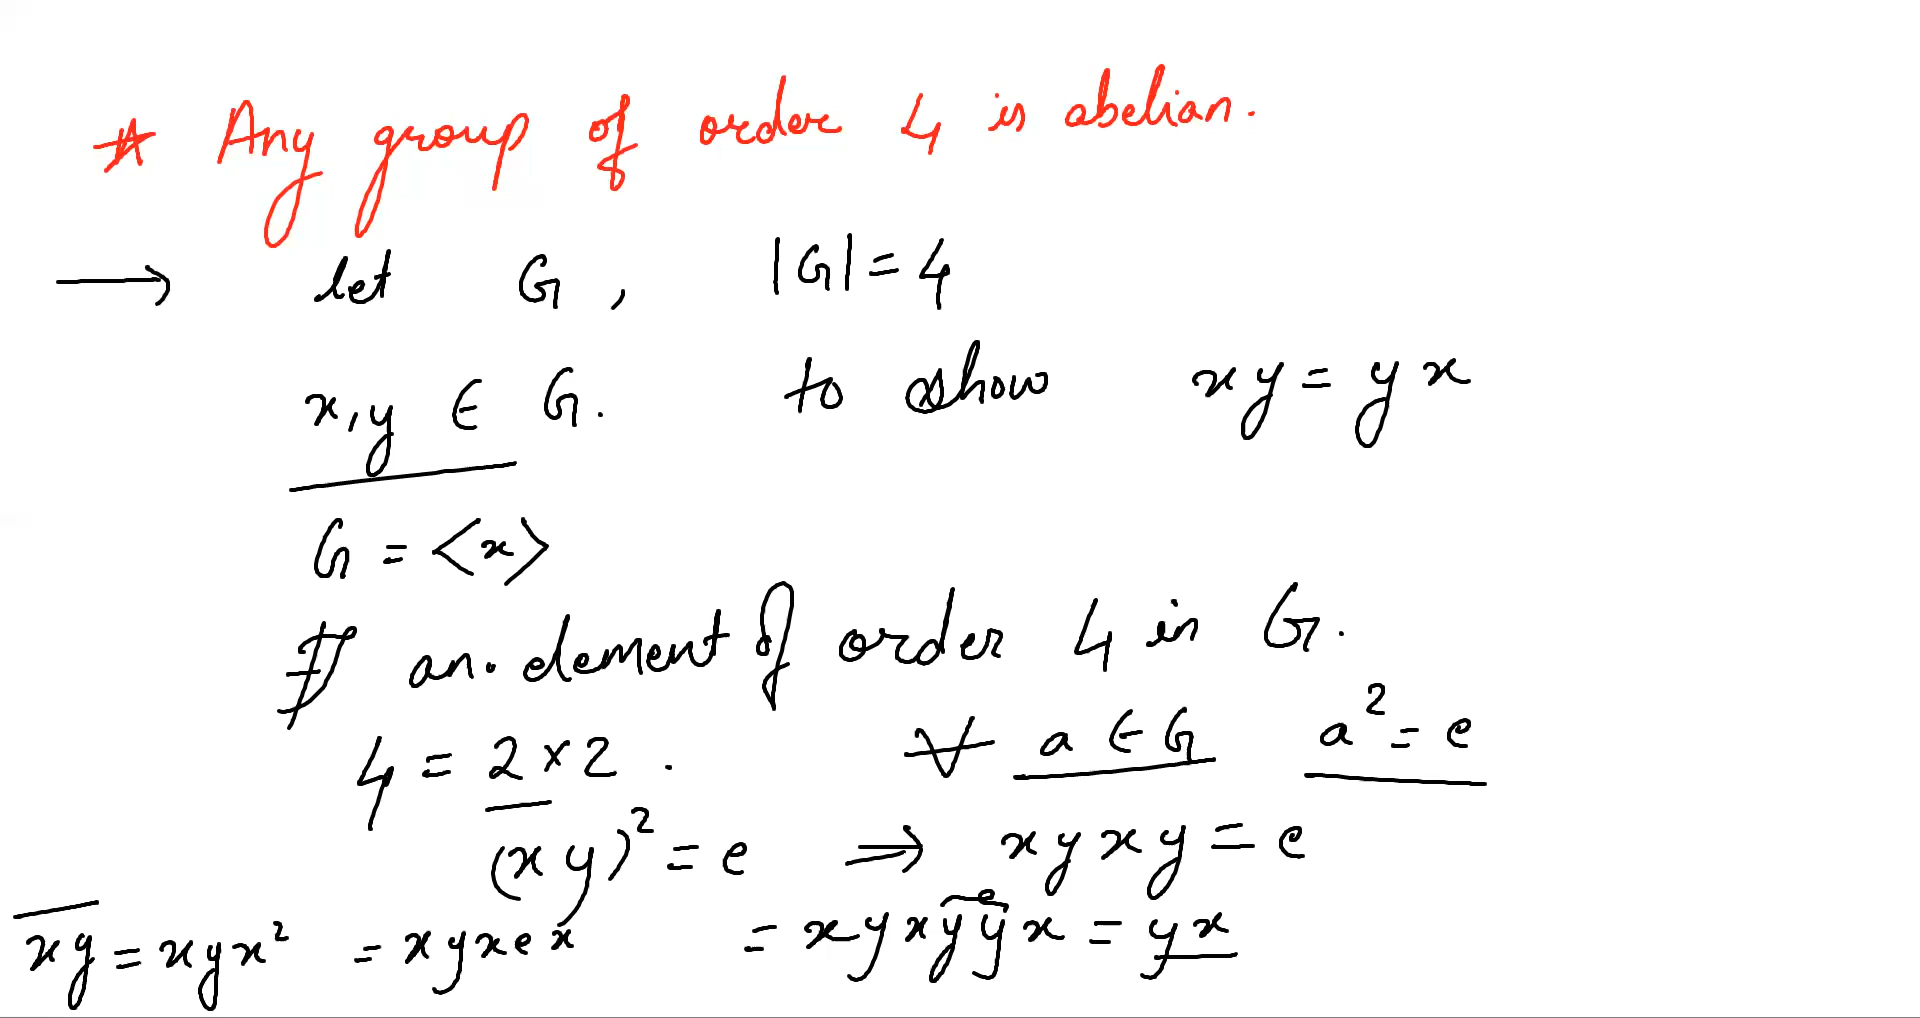 * Any group of order 4 is abelian.
→ let G, |G| = 4
x, y ∈ G. to show xy = yx
G = <x>
∄ an. element of order 4 in G.
4 = 2 × 2 . ∀ a ∈ G a² = e
(xy)² = e ⇒ xyxy = e
xy = xyx² = xyxex = xyxyyx = yx
e